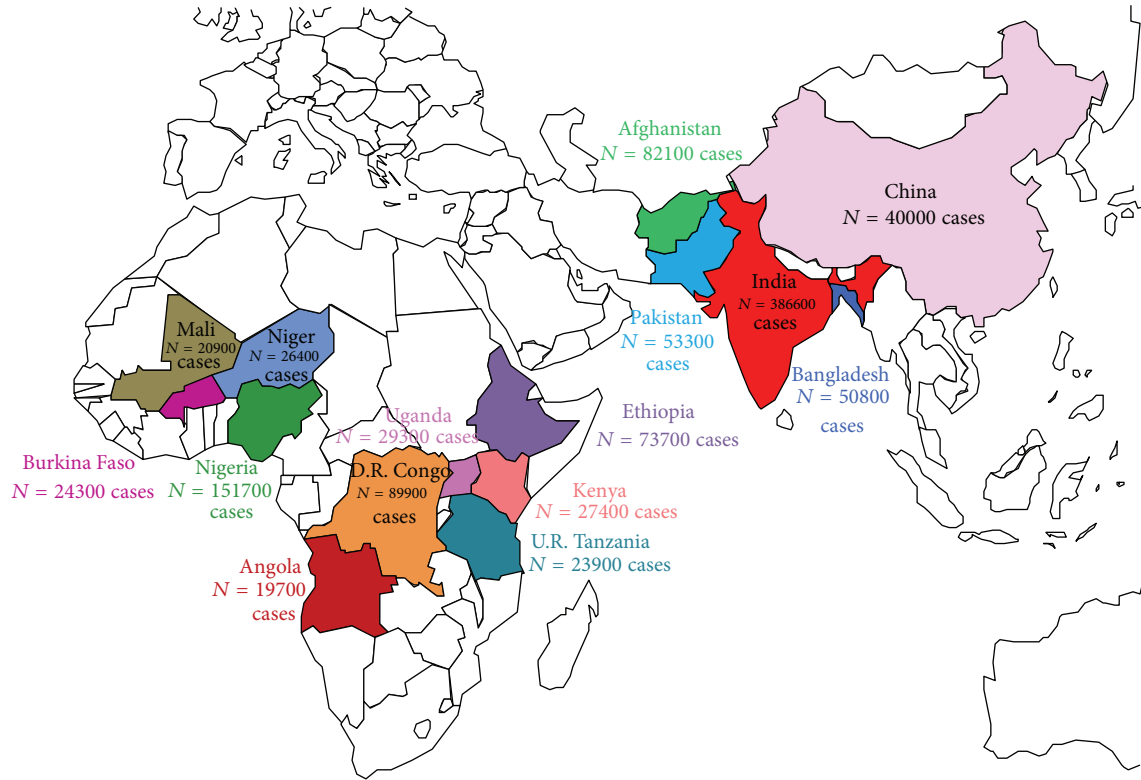 Afghanistan
N = 82100 cases
China
N = 40000 cases
India
N = 386600
cases
Pakistan
N = 53300
cases
Bangladesh
N = 50800
cases
Mali
N = 20900
cases
Niger
N = 26400
cases
Ethiopia
N = 73700 cases
Uganda
N = 29300 cases
Burkina Faso
N = 24300 cases
Nigeria
N = 151700
cases
D.R. Congo
N = 89900
cases
Kenya
N = 27400 cases
U.R. Tanzania
N = 23900 cases
Angola
N = 19700
cases